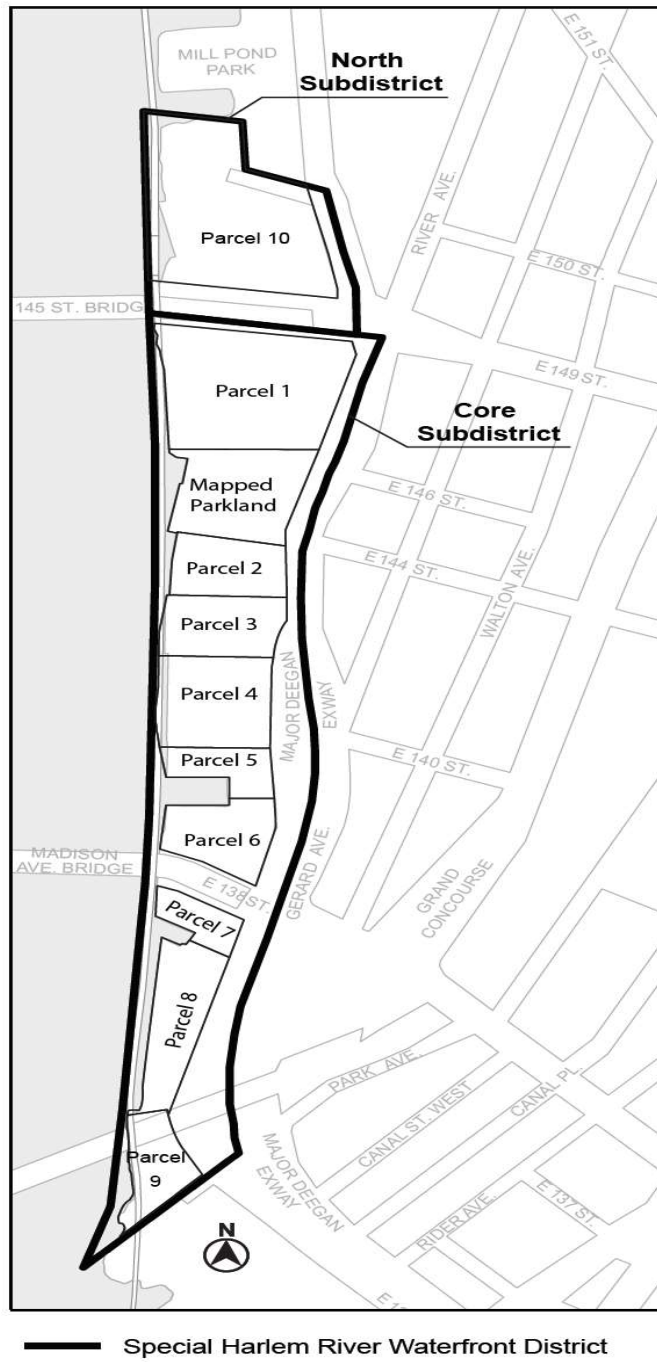 MILL POND
PARK
North
Subdistrict
E 151 ST.
RIVER AVE.
Parcel 10
E 150 ST.
145 ST. BRIDG
E 149 ST.
Parcel 1
Core
Subdistrict
Mapped
Parkland
E 146 ST.
E 144 ST.
WALTON AVE.
Parcel 2
Parcel 3
MAJOR DEEGAN
EXWAY
Parcel 4
E 140 ST.
Parcel 5
Parcel 6
MADISON
AVE. BRIDGE
E 138 ST.
GERARD AVE.
GRAND
CONCOURSE
Parcel 7
Parcel 8
PARK AVE.
CANAL ST. WEST
CANAL PL.
MAJOR DEEGAN
EXWAY
Parcel
9
RIDER AVE.
E 137 ST.
N
Special Harlem River Waterfront District